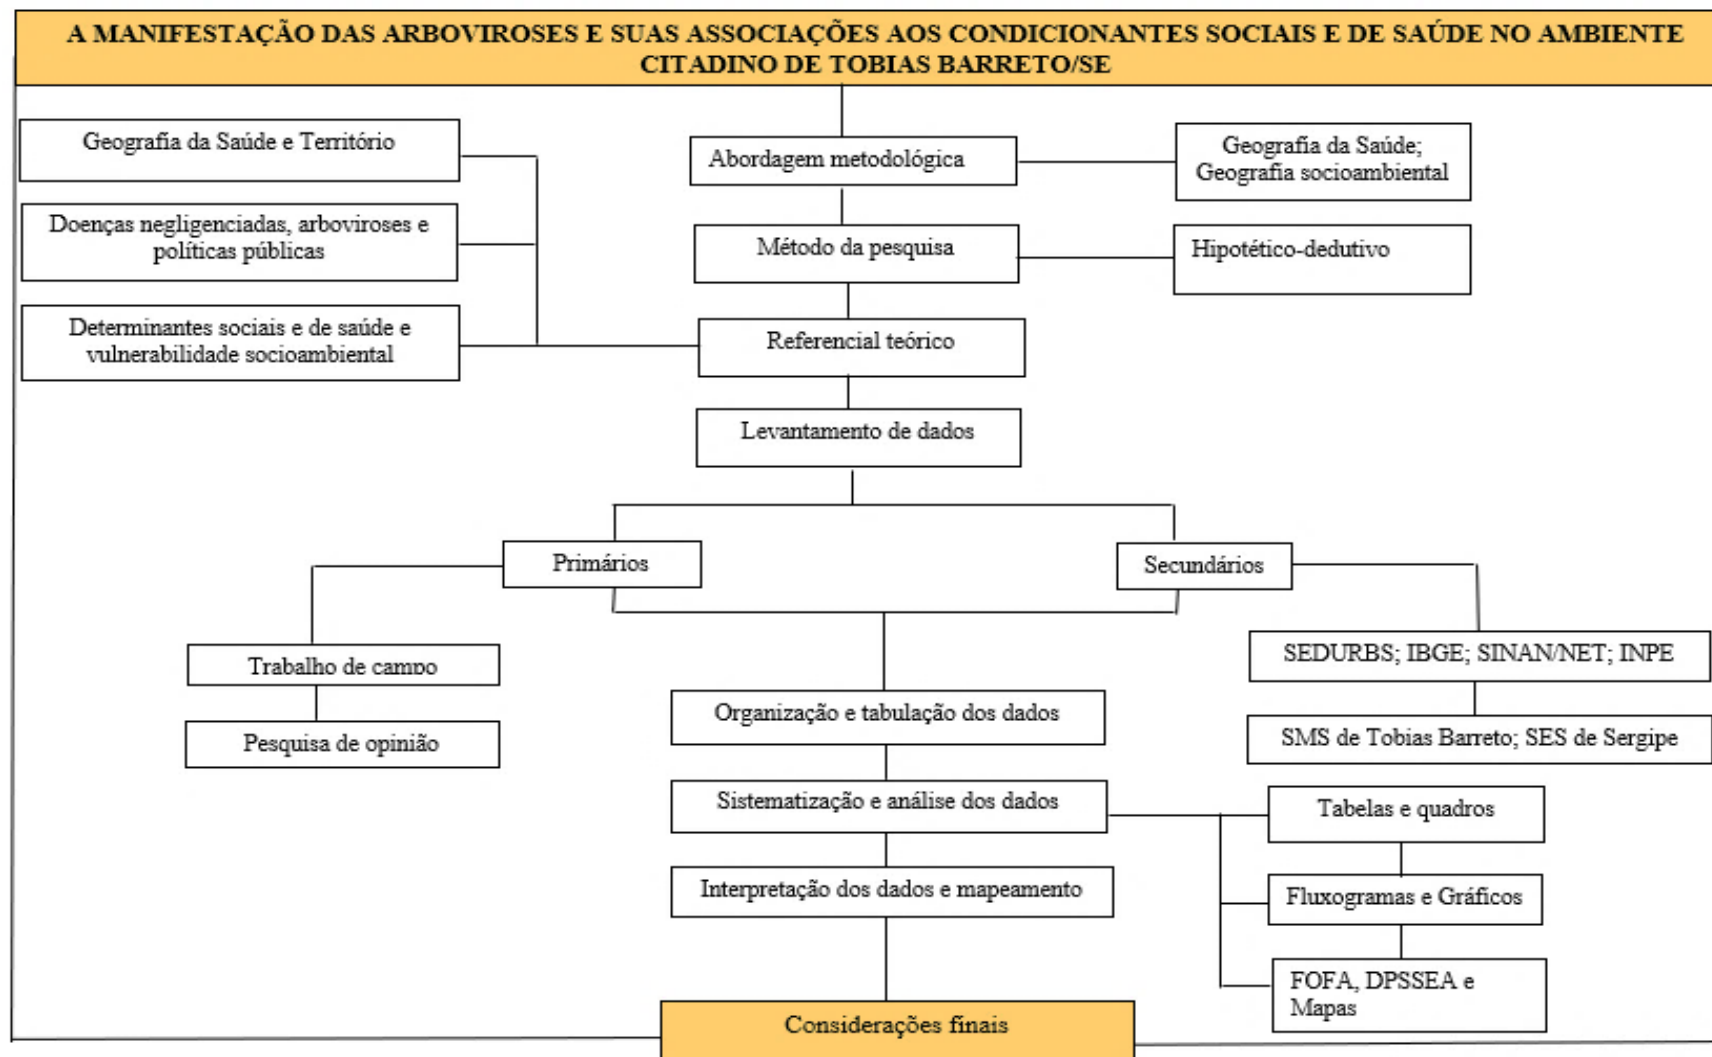 A MANIFESTAÇÃO DAS ARBOVIROSES E SUAS ASSOCIAÇÕES AOS CONDICIONANTES SOCIAIS E DE SAÚDE NO AMBIENTE
CITADINO DE TOBIAS BARRETO/SE
Geografia da Saúde e Território
Abordagem metodológica
Geografia da Saúde;
Geografia socioambiental
Doenças negligenciadas, arboviroses e
políticas públicas
Método da pesquisa
Hipotético-dedutivo
Determinantes sociais e de saúde e
vulnerabilidade socioambiental
Referencial teórico
Levantamento de dados
Primários
Secundários
Trabalho de campo
SEDURBS; IBGE; SINAN/NET; INPE
Pesquisa de opinião
Organização e tabulação dos dados
SMS de Tobias Barreto; SES de Sergipe
Sistematização e análise dos dados
Tabelas e quadros
Interpretação dos dados e mapeamento
Fluxogramas e Gráficos
FOFA, DPSSEA e
Mapas
Considerações finais